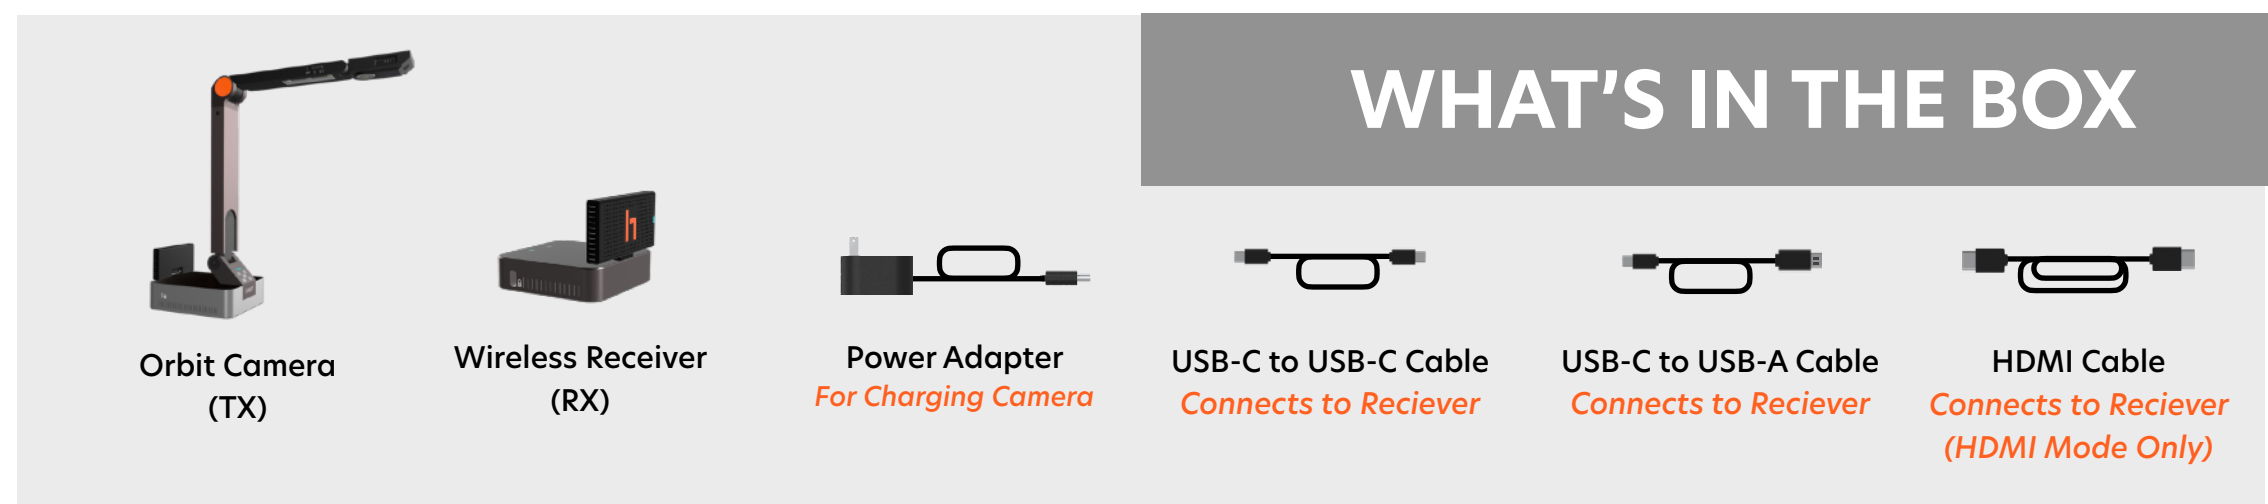 WHAT'S IN THE BOX
Orbit Camera
(TX)
Wireless Receiver
(RX)
Power Adapter
For Charging Camera
USB-C to USB-C Cable
Connects to Reciever
USB-C to USB-A Cable
Connects to Reciever
HDMI Cable
Connects to Reciever
(HDMI Mode Only)